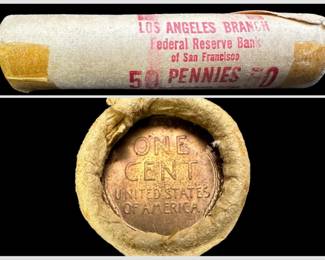 LOS ANGELES BRANCH
Federal Reserve Bank
of San Francisco
50 PENNIES 50
ONE
CENT
UNITED STATES
OF AMERICA